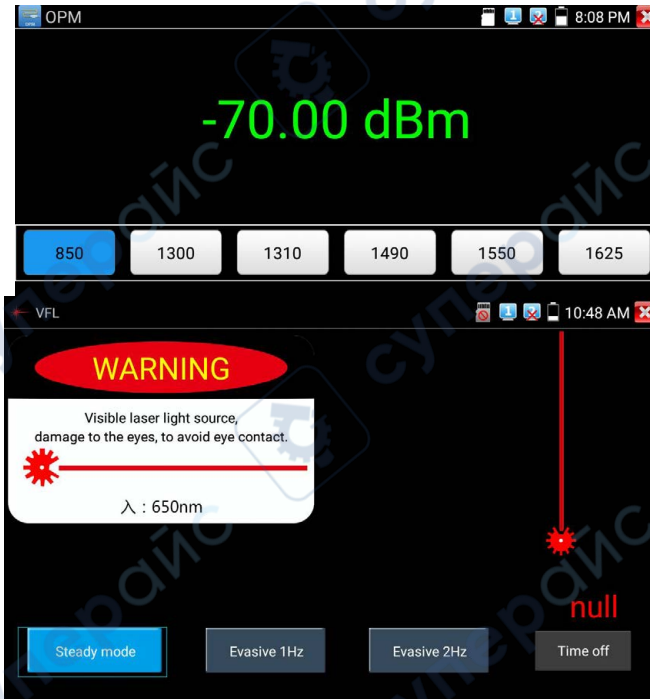 OPM
8:08 PM
-70.00 dBm
850 1300 1310 1490 1550 1625
VFL
10:48 AM
WARNING
Visible laser light source,
damage to the eyes, to avoid eye contact.
入 : 650nm
null
Steady mode Evasive 1Hz Evasive 2Hz Time off
суперайс